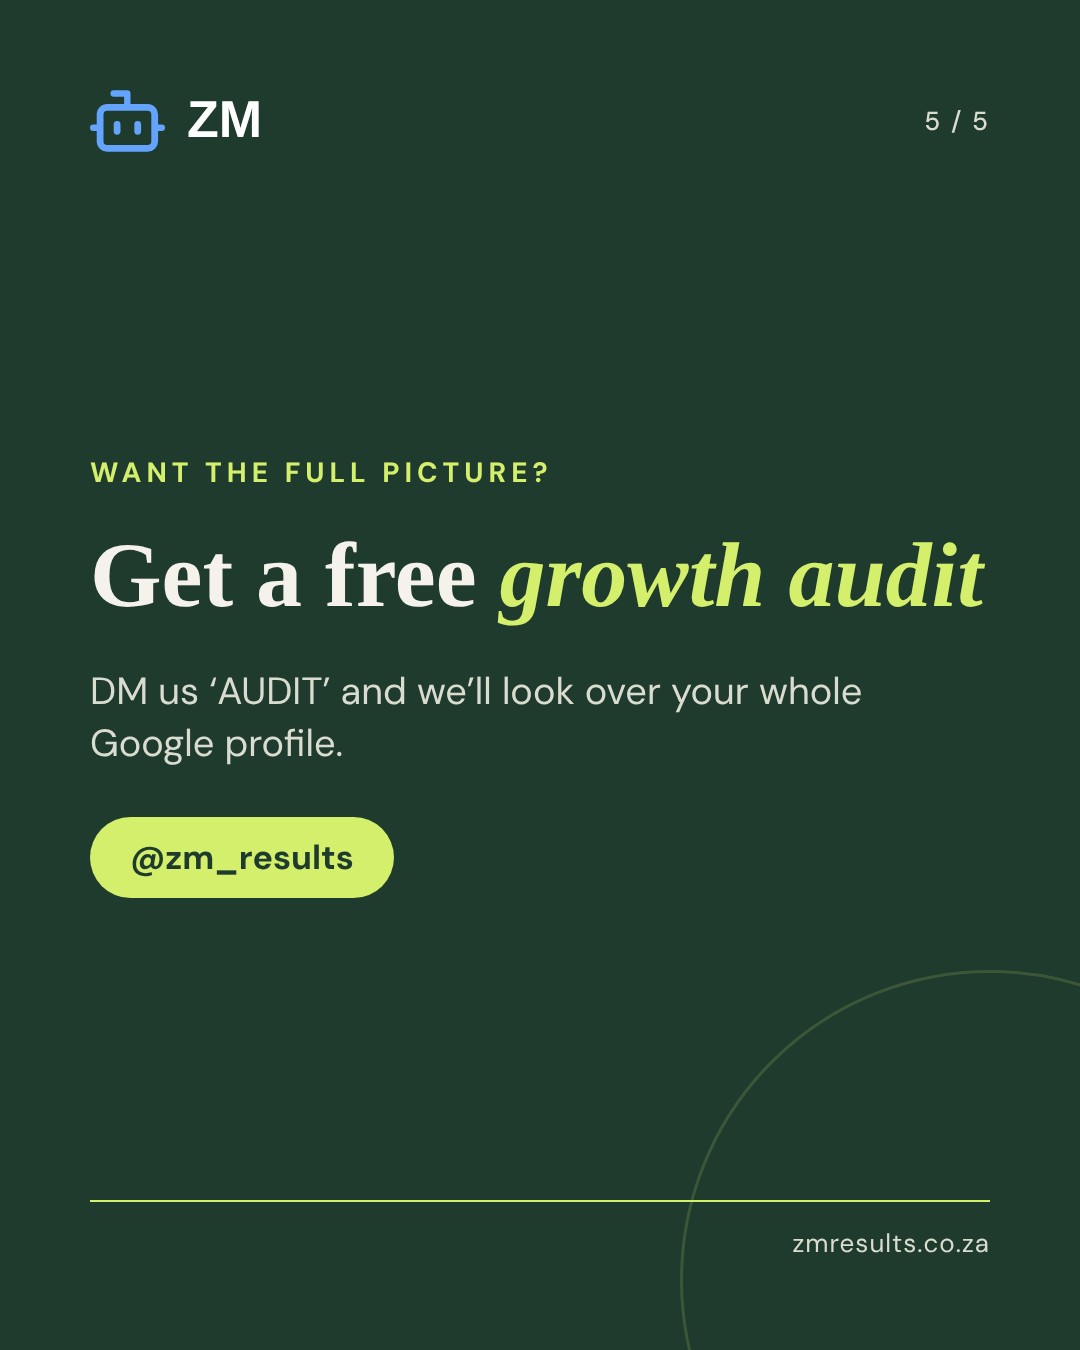 ZM
5 / 5
WANT THE FULL PICTURE?
Get a free growth audit
DM us ‘AUDIT’ and we’ll look over your whole
Google profile.
@zm_results
zmresults.co.za